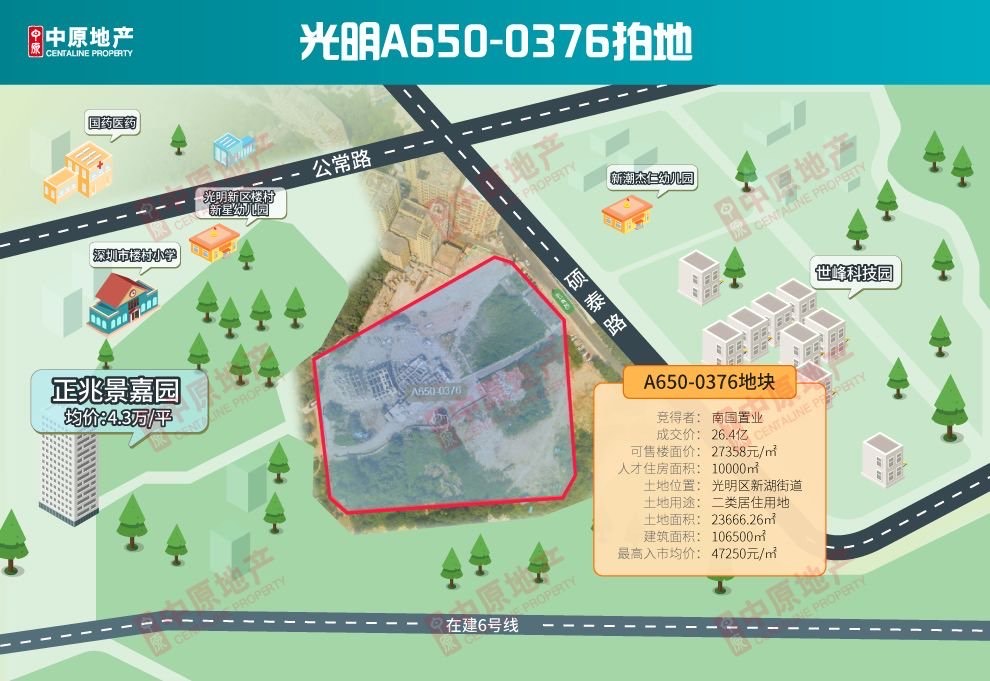 中原地产
CENTALINE PROPERTY
光明A650-0376拍地
国药医药
公常路
光明新区楼村
新星幼儿园
新潮杰仁幼儿园
深圳市楼村小学
世峰科技园
硕泰路
正兆景嘉园
均价:4.3万/平
A650-0376
A650-0376地块
竞得者: 南国置业
成交价: 26.4亿
可售楼面价: 27358元/㎡
人才住房面积: 10000㎡
土地位置: 光明区新湖街道
土地用途: 二类居住用地
土地面积: 23666.26㎡
建筑面积: 106500㎡
最高入市均价: 47250元/㎡
在建6号线
中原地产
CENTALINE PROPERTY